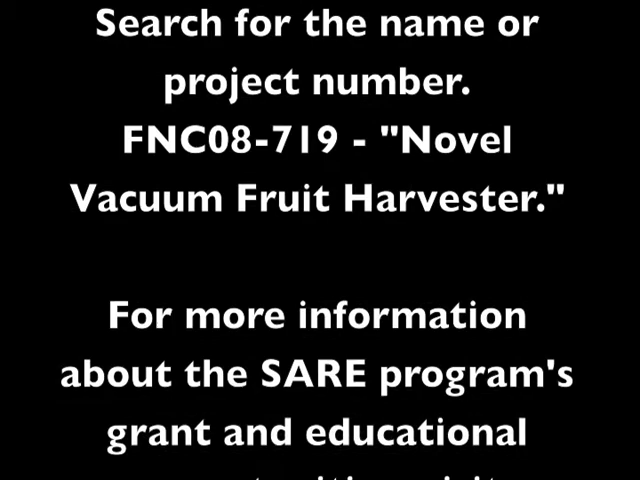 Search for the name or
project number.
FNC08-719 - "Novel
Vacuum Fruit Harvester."
For more information
about the SARE program's
grant and educational